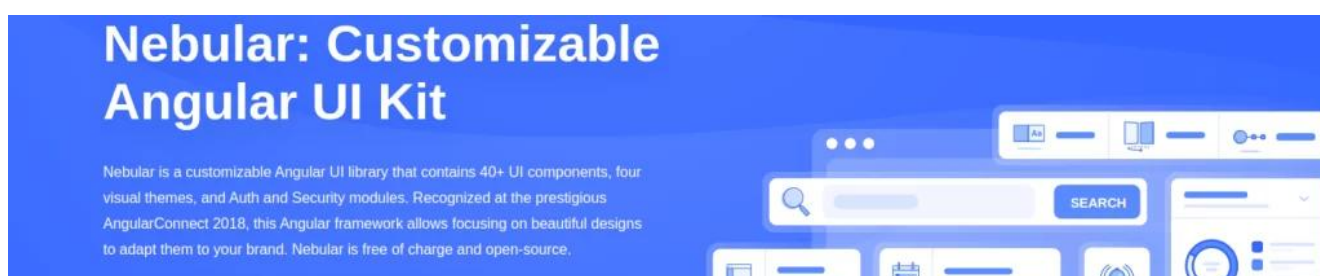 Nebular: Customizable
Angular UI Kit
Nebular is a customizable Angular UI library that contains 40+ UI components, four
visual themes, and Auth and Security modules. Recognized at the prestigious
AngularConnect 2018, this Angular framework allows focusing on beautiful designs
to adapt them to your brand. Nebular is free of charge and open-source.
Aa
SEARCH